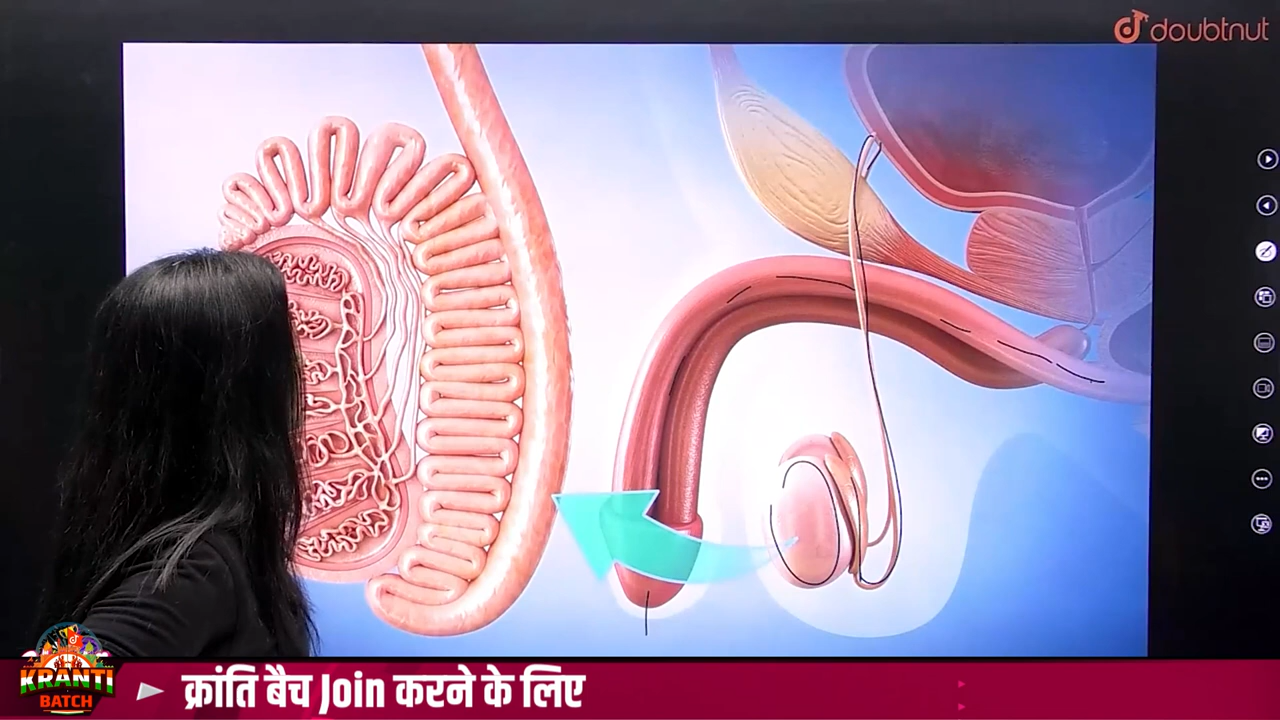 doubtnut
KRANTI
BATCH
क्रांति बैच Join करने के लिए